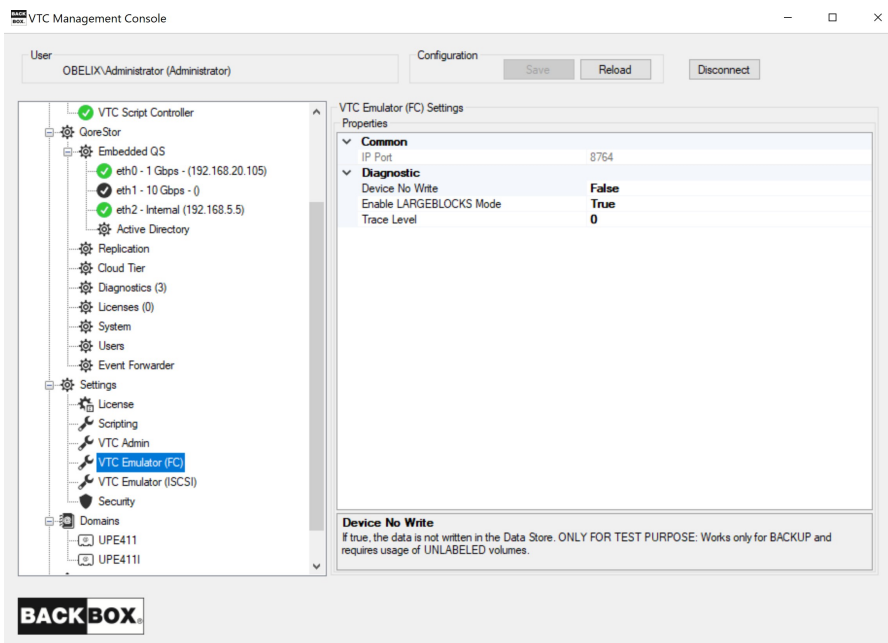 BACK BOX. VTC Management Console
User
OBELIX\Administrator (Administrator)
Configuration
Save Reload Disconnect
VTC Script Controller
QoreStor
Embedded QS
eth0 - 1 Gbps - (192.168.20.105)
eth1 - 10 Gbps - ()
eth2 - Internal (192.168.5.5)
Active Directory
Replication
Cloud Tier
Diagnostics (3)
Licenses (0)
System
Users
Event Forwarder
Settings
License
Scripting
VTC Admin
VTC Emulator (FC)
VTC Emulator (ISCSI)
Security
Domains
UPE411
UPE411I
VTC Emulator (FC) Settings
Properties
Common
IP Port 8764
Diagnostic
Device No Write False
Enable LARGEBLOCKS Mode True
Trace Level 0
Device No Write
If true, the data is not written in the Data Store. ONLY FOR TEST PURPOSE: Works only for BACKUP and
requires usage of UNLABELED volumes.
BACKBOX®